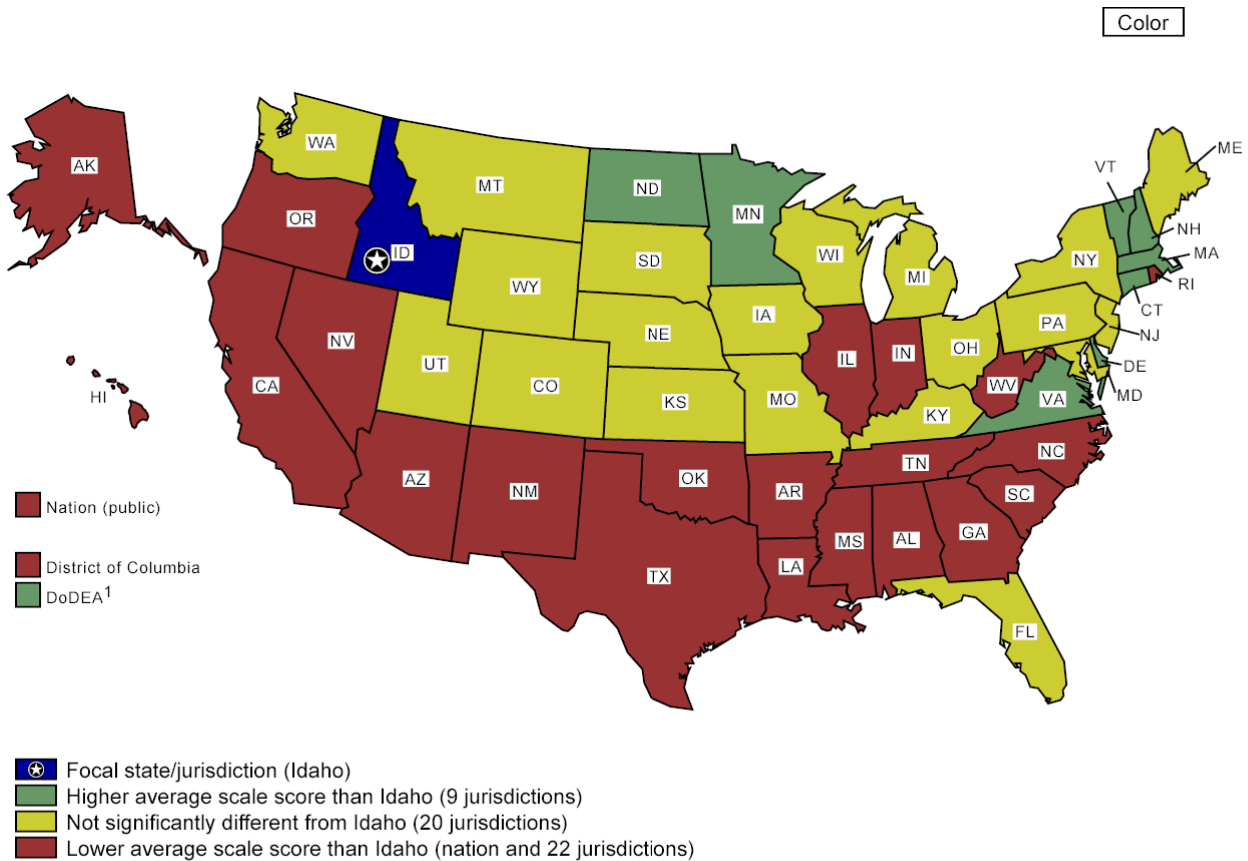 Color
AK
WA
MT
ND
MN
VT
ME
OR
ID
NH
WY
SD
WI
MI
NY
MA
RI
CT
NE
IA
PA
NJ
NV
UT
CO
IL
IN
OH
DE
MD
HI
CA
KS
MO
WV
VA
KY
AZ
NM
OK
AR
TN
NC
SC
MS
AL
GA
TX
LA
FL
Nation (public)
District of Columbia
DoDEA1
Focal state/jurisdiction (Idaho)
Higher average scale score than Idaho (9 jurisdictions)
Not significantly different from Idaho (20 jurisdictions)
Lower average scale score than Idaho (nation and 22 jurisdictions)